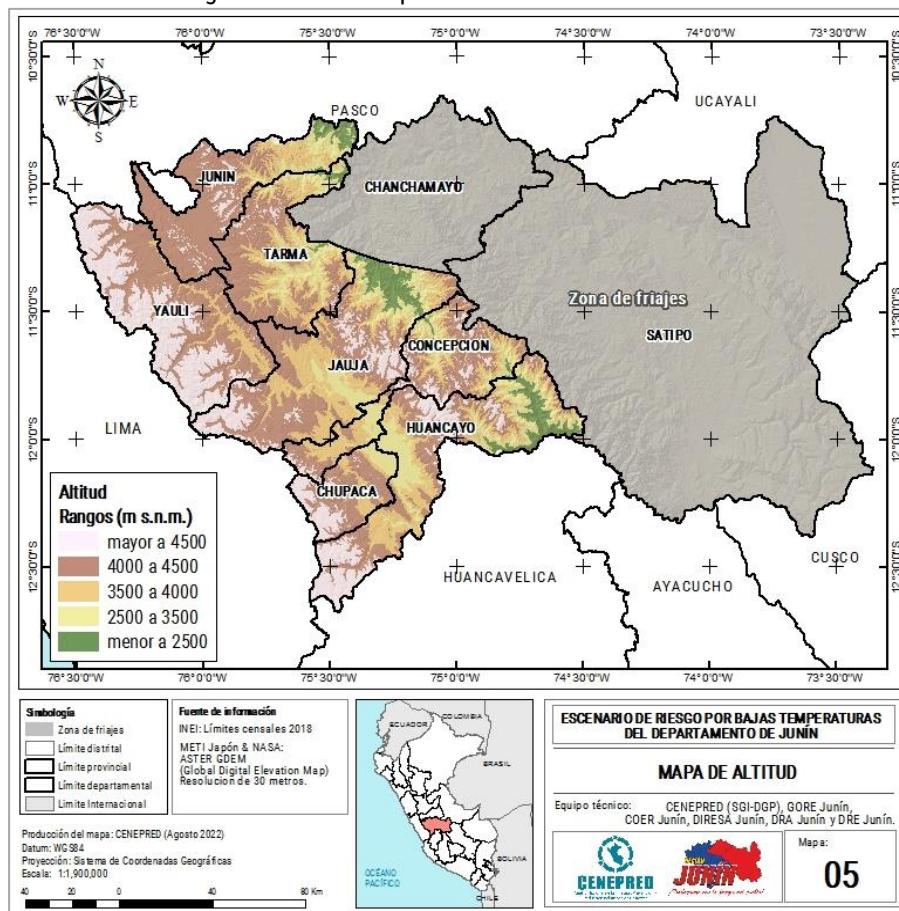 76°30'0"W 76°0'0"W 75°30'0"W 75°0'0"W 74°30'0"W 74°0'0"W 73°30'0"W
10°30'0"S 10°30'0"S
N
W E
S
PASCO
UCAYALI
JUNIN
CHANCHAMAYO
11°0'0"S 11°0'0"S
TARMA
Zona de friajes
YAULI
11°30'0"S 11°30'0"S
SATIPO
CONCEPCION
JAUJA
LIMA
HUANCAYO
12°0'0"S 12°0'0"S
CHUPACA
Altitud
Rangos (m s.n.m.)
mayor a 4500
4000 a 4500
3500 a 4000
2500 a 3500
menor a 2500
CUSCO
12°30'0"S 12°30'0"S
HUANCAVELICA
AYACUCHO
76°30'0"W 76°0'0"W 75°30'0"W 75°0'0"W 74°30'0"W 74°0'0"W 73°30'0"W
Simbología
Zona de friajes
Límite distrital
Límite provincial
Límite departamental
Limite Internacional
Fuente de información
INEI: Límites censales 2018
METI Japón & NASA:
ASTER GDEM
(Global Digital Elevation Map)
Resolucion de 30 metros.
Producción del mapa: CENEPRED (Agosto 2022)
Datum: WGS84
Proyección: Sistema de Coordenadas Geográficas
Escala: 1:1,900,000
40 20 0 40 80 Km
ECUADOR
COLOMBIA
BRASIL
BOLIVIA
OCÉANO
PACÍFICO
CHILE
ESCENARIO DE RIESGO POR BAJAS TEMPERATURAS
DEL DEPARTAMENTO DE JUNÍN
MAPA DE ALTITUD
Equipo técnico: CENEPRED (SGI-DGP), GORE Junín,
COER Junín, DIRESA Junín, DRA Junín y DRE Junín.
CENEPRED
JUNÍN
Mapa:
05